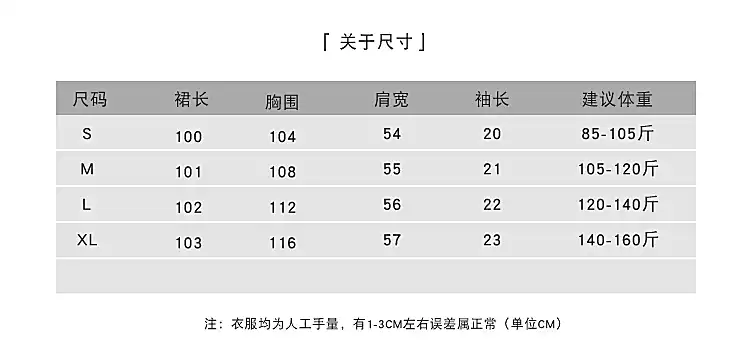 「 关于尺寸 」
尺码 裙长 胸围 肩宽 袖长 建议体重
S 100 104 54 20 85-105斤
M 101 108 55 21 105-120斤
L 102 112 56 22 120-140斤
XL 103 116 57 23 140-160斤
注：衣服均为人工手量，有1-3CM左右误差属正常（单位CM）